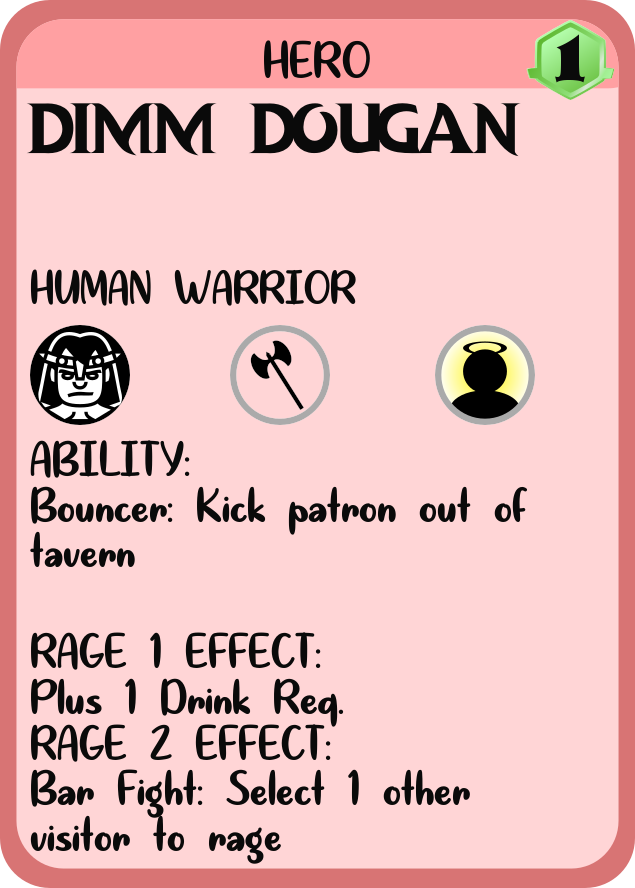 HERO
1
DIMM DOUGAN
HUMAN WARRIOR
ABILITY:
Bouncer: Kick patron out of
tavern
RAGE 1 EFFECT:
Plus 1 Drink Req.
RAGE 2 EFFECT:
Bar Fight: Select 1 other
visitor to rage